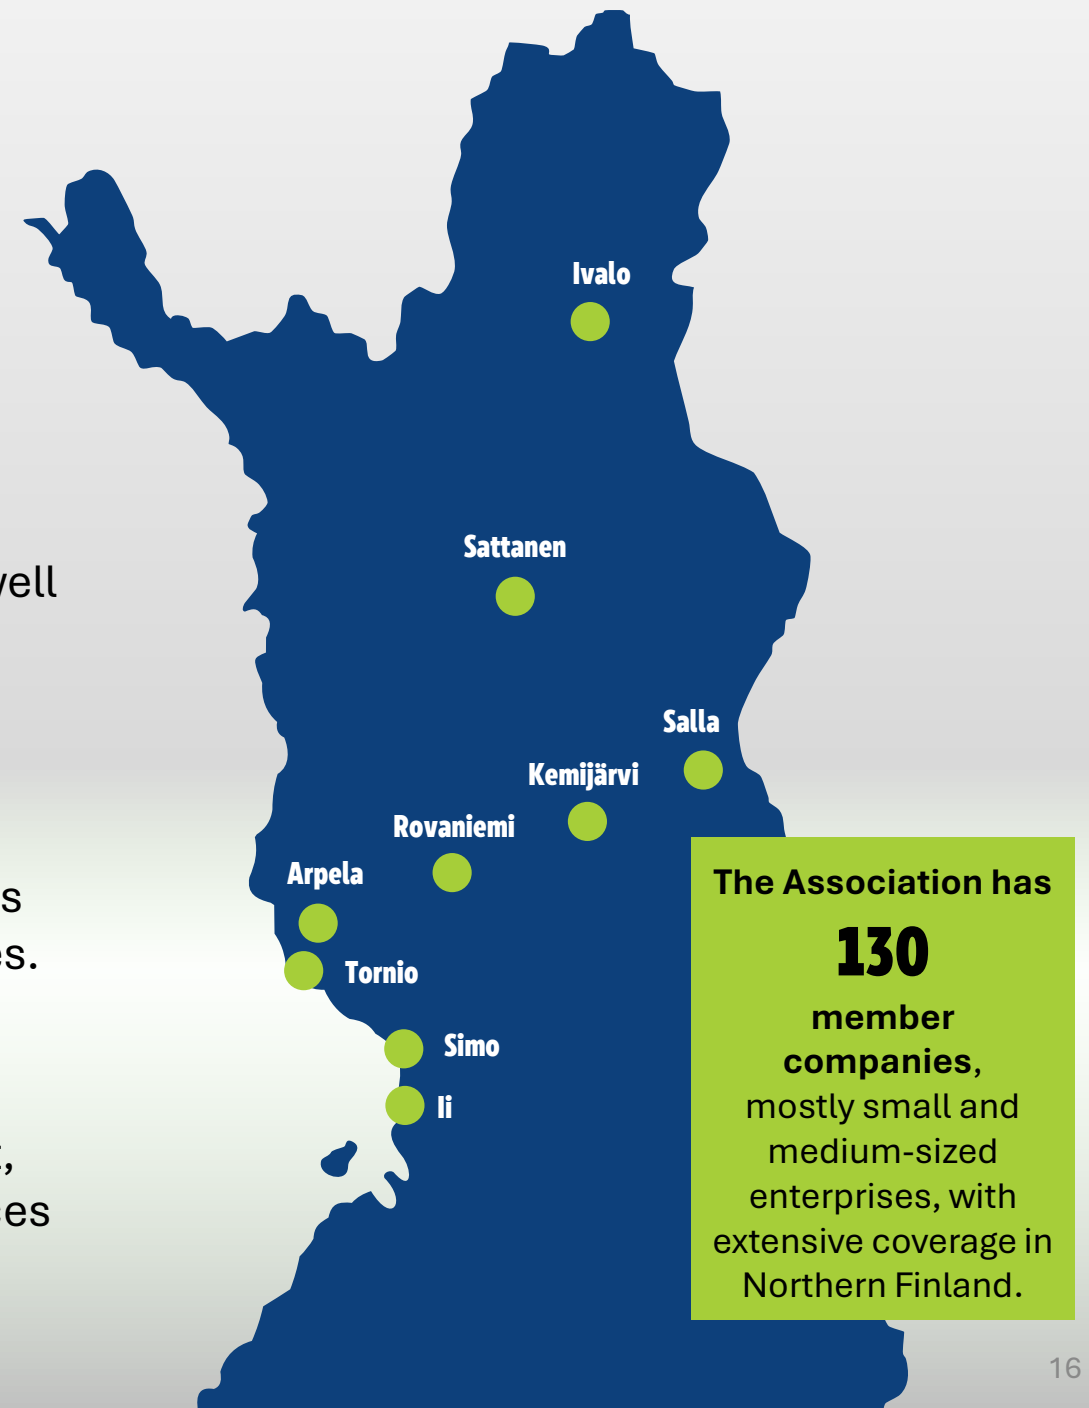 Ivalo
Sattanen
Salla
Kemijärvi
Rovaniemi
Arpela
Tornio
Simo
Ii
The Association has
130
member
companies,
mostly small and
medium-sized
enterprises, with
extensive coverage in
Northern Finland.
16